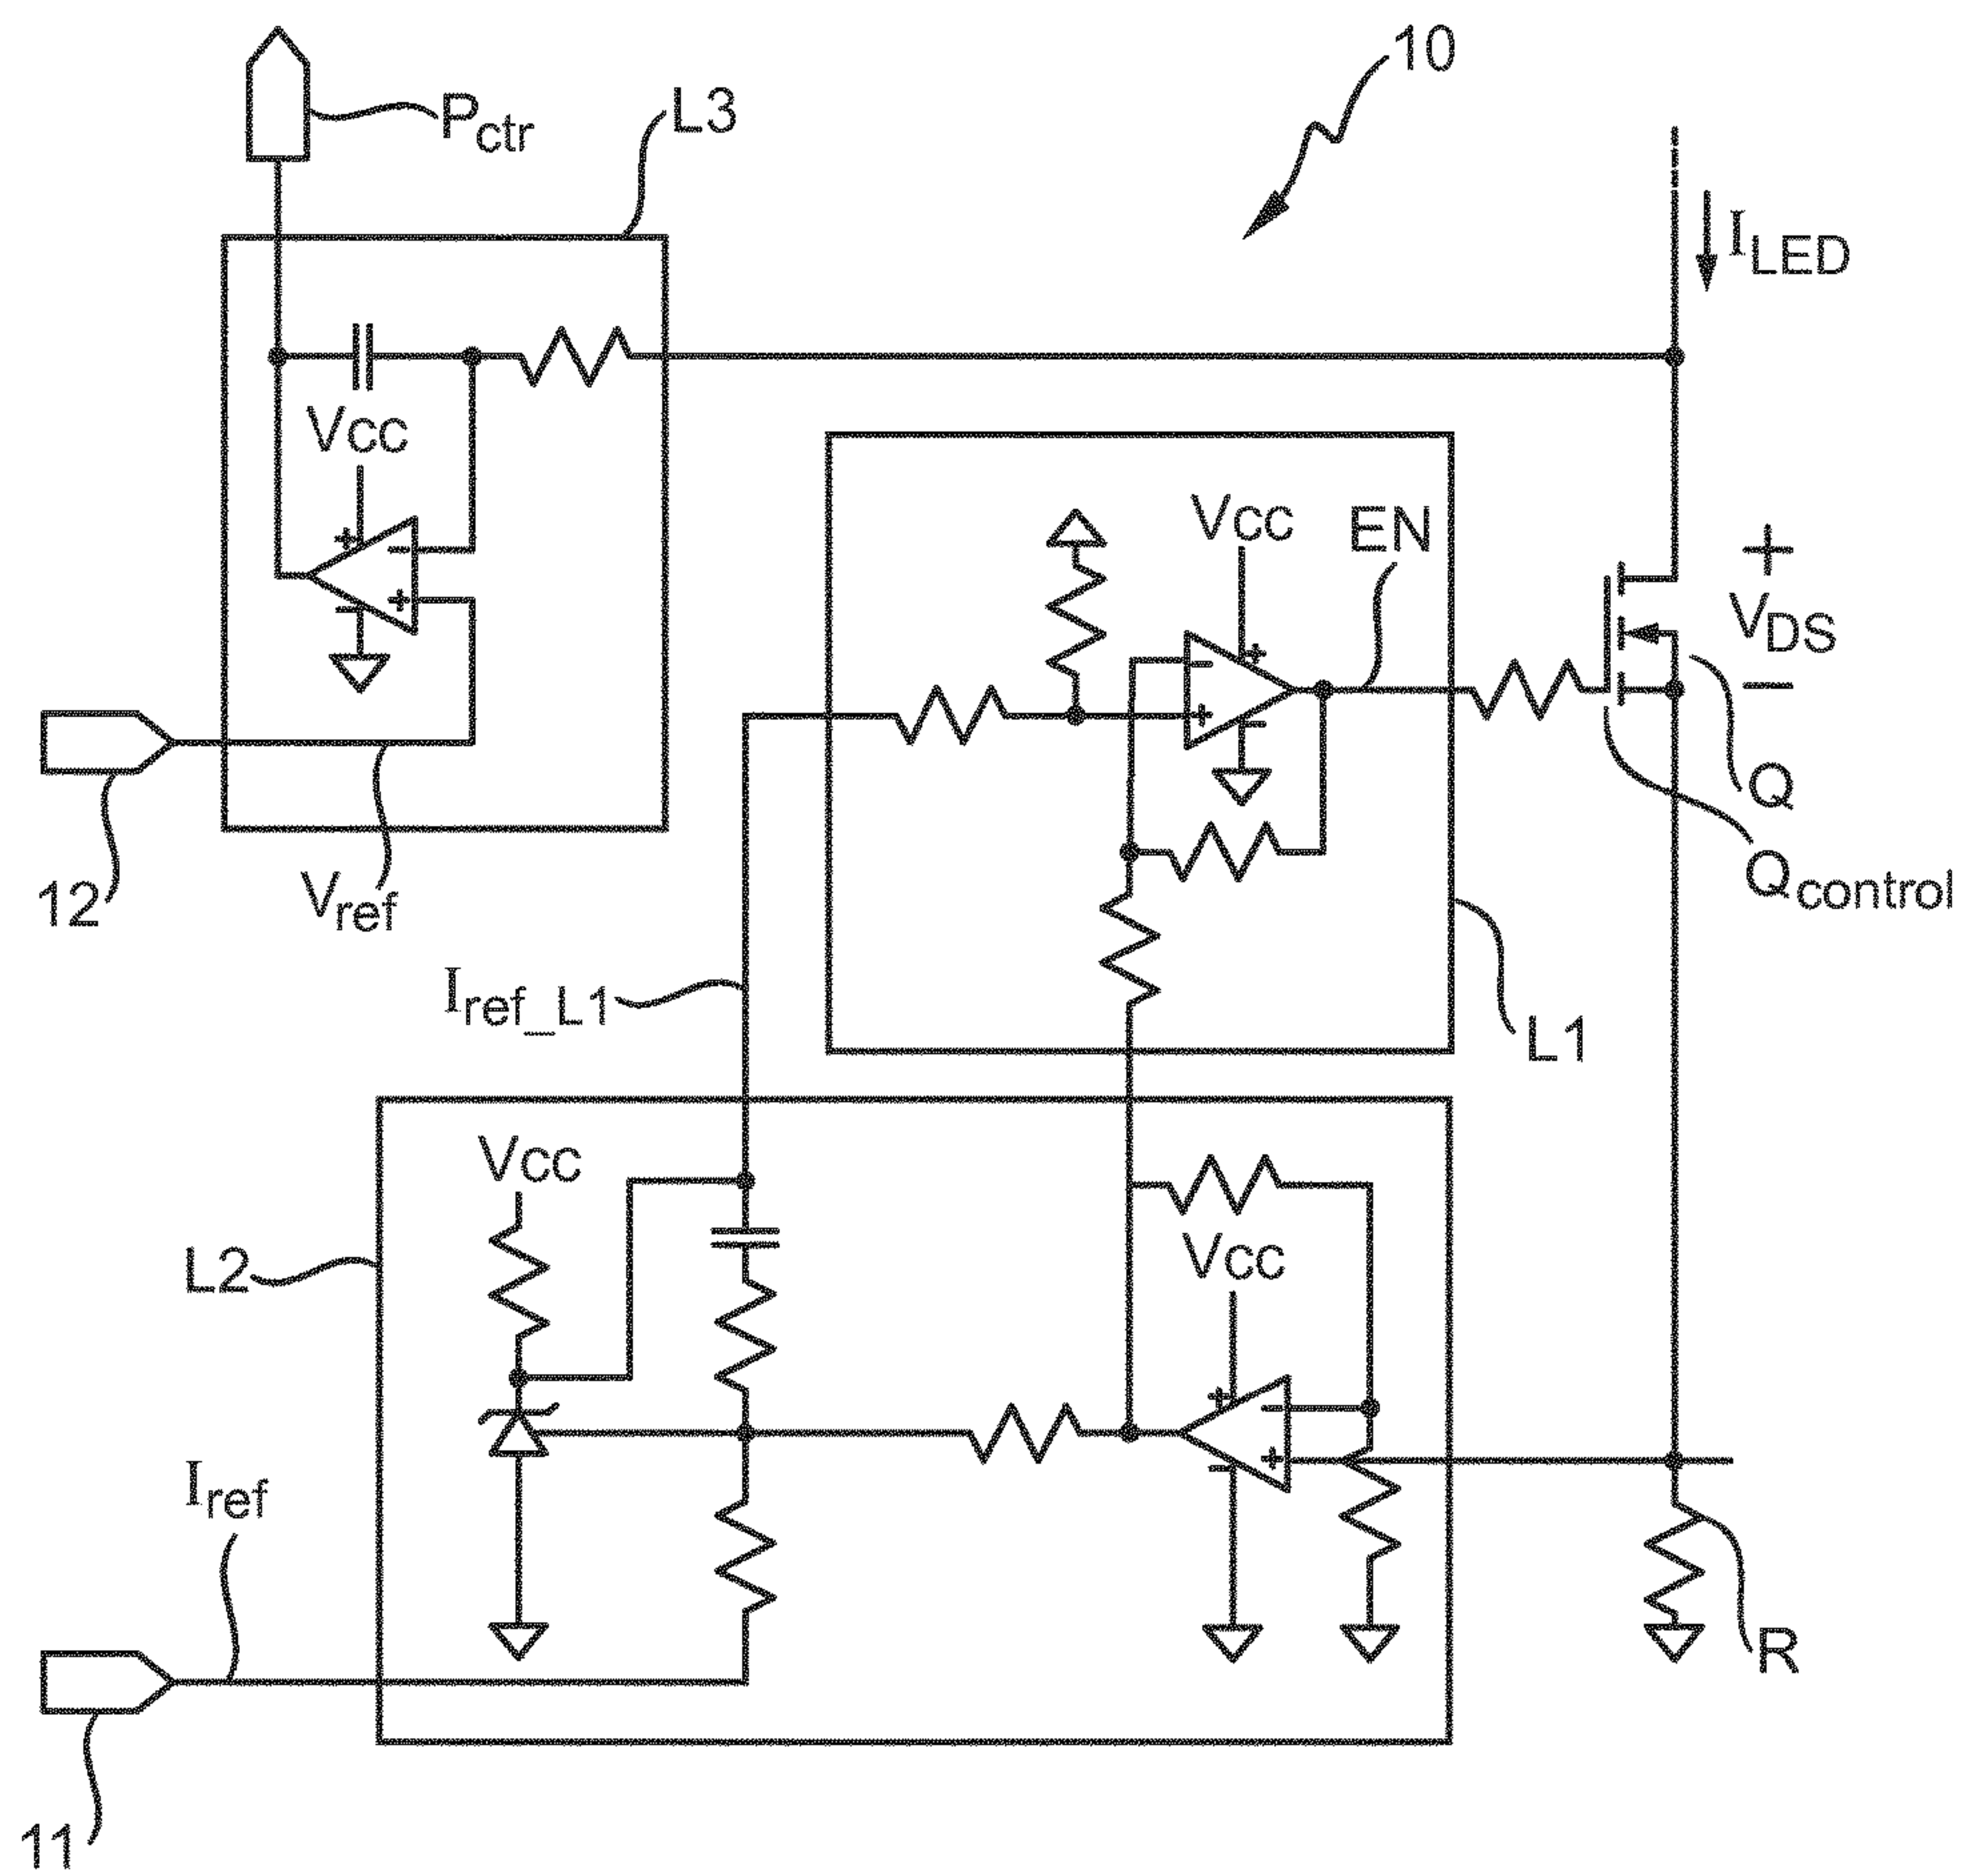 10
Pctr
L3
ILED
Vcc
Vcc
EN
+
VDS
−
Q
Qcontrol
12
Vref
Iref_L1
L1
Vcc
L2
Vcc
Iref
R
11